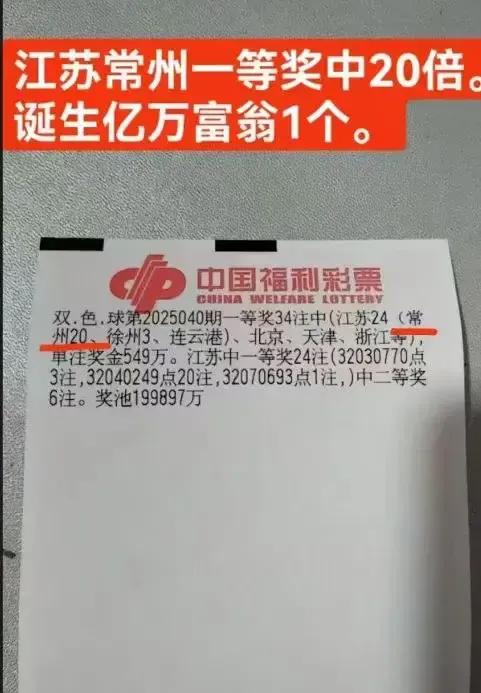 江苏常州一等奖中20倍。
诞生亿万富翁1个。
中国福利彩票
CHINA WELFARE LOTTERY
双.色.球第2025040期一等奖34注中(江苏24（常
州20、徐州3、连云港)、北京、天津、浙江等),
单注奖金549万。江苏中一等奖24注(32030770点
3注,32040249点20注,32070693点1注,)中二等奖
6注。奖池199897万